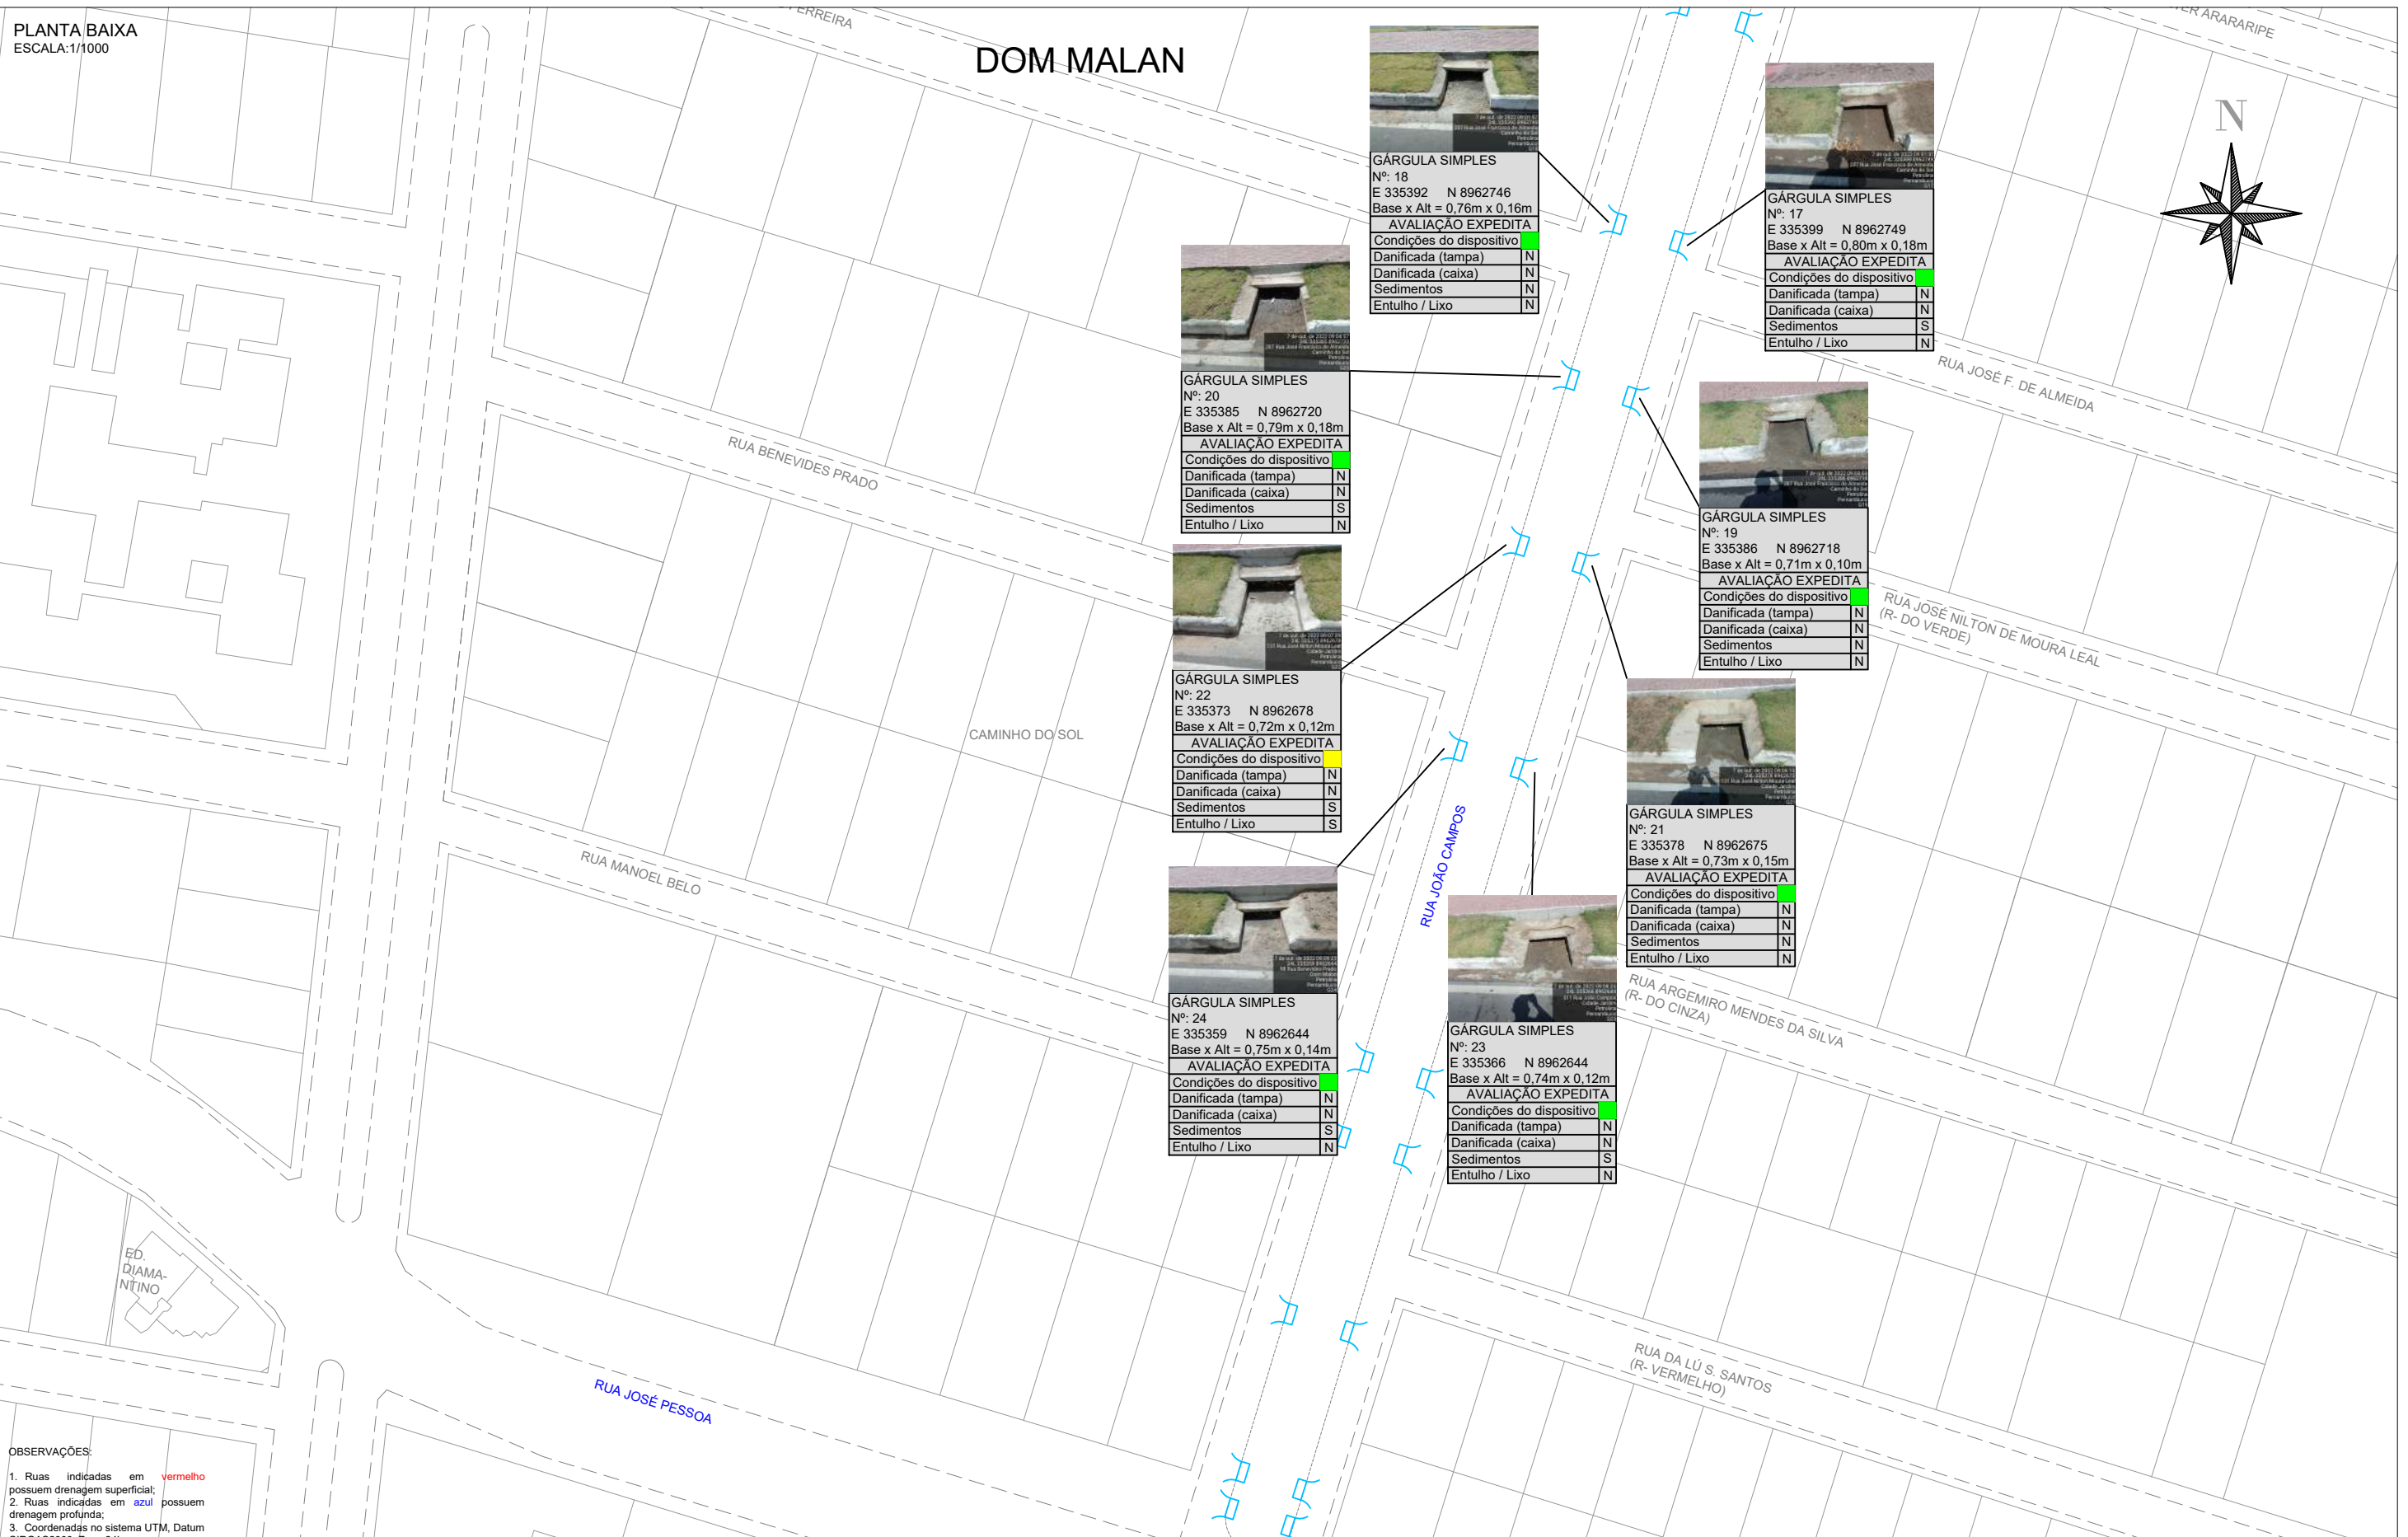 PLANTA BAIXA
ESCALA:1/1000
DOM MALAN
FERREIRA
ARARARIPE
N
GÁRGULA SIMPLES
Nº: 18
E 335392 N 8962746
Base x Alt = 0,76m x 0,16m
AVALIAÇÃO EXPEDITA
Condições do dispositivo
Danificada (tampa) N
Danificada (caixa) N
Sedimentos N
Entulho / Lixo N
GÁRGULA SIMPLES
Nº: 17
E 335399 N 8962749
Base x Alt = 0,80m x 0,18m
AVALIAÇÃO EXPEDITA
Condições do dispositivo
Danificada (tampa) N
Danificada (caixa) N
Sedimentos S
Entulho / Lixo N
GÁRGULA SIMPLES
Nº: 20
E 335385 N 8962720
Base x Alt = 0,79m x 0,18m
AVALIAÇÃO EXPEDITA
Condições do dispositivo
Danificada (tampa) N
Danificada (caixa) N
Sedimentos S
Entulho / Lixo N
GÁRGULA SIMPLES
Nº: 19
E 335386 N 8962718
Base x Alt = 0,71m x 0,10m
AVALIAÇÃO EXPEDITA
Condições do dispositivo
Danificada (tampa) N
Danificada (caixa) N
Sedimentos N
Entulho / Lixo N
GÁRGULA SIMPLES
Nº: 22
E 335373 N 8962678
Base x Alt = 0,72m x 0,12m
AVALIAÇÃO EXPEDITA
Condições do dispositivo
Danificada (tampa) N
Danificada (caixa) N
Sedimentos S
Entulho / Lixo S
GÁRGULA SIMPLES
Nº: 21
E 335378 N 8962675
Base x Alt = 0,73m x 0,15m
AVALIAÇÃO EXPEDITA
Condições do dispositivo
Danificada (tampa) N
Danificada (caixa) N
Sedimentos N
Entulho / Lixo N
GÁRGULA SIMPLES
Nº: 24
E 335359 N 8962644
Base x Alt = 0,75m x 0,14m
AVALIAÇÃO EXPEDITA
Condições do dispositivo
Danificada (tampa) N
Danificada (caixa) N
Sedimentos S
Entulho / Lixo N
GÁRGULA SIMPLES
Nº: 23
E 335366 N 8962644
Base x Alt = 0,74m x 0,12m
AVALIAÇÃO EXPEDITA
Condições do dispositivo
Danificada (tampa) N
Danificada (caixa) N
Sedimentos S
Entulho / Lixo N
RUA JOSÉ F. DE ALMEIDA
RUA BENEVIDES PRADO
RUA JOSÉ NILTON DE MOURA LEAL
(R- DO VERDE)
CAMINHO DO SOL
RUA JOÃO CAMPOS
RUA MANOEL BELO
RUA ARGEMIRO MENDES DA SILVA
(R- DO CINZA)
ED.
DIAMA-
NTINO
RUA DA LÚ S. SANTOS
(R- VERMELHO)
RUA JOSÉ PESSOA
OBSERVAÇÕES:
1. Ruas indicadas em vermelho
possuem drenagem superficial;
2. Ruas indicadas em azul possuem
drenagem profunda;
3. Coordenadas no sistema UTM, Datum